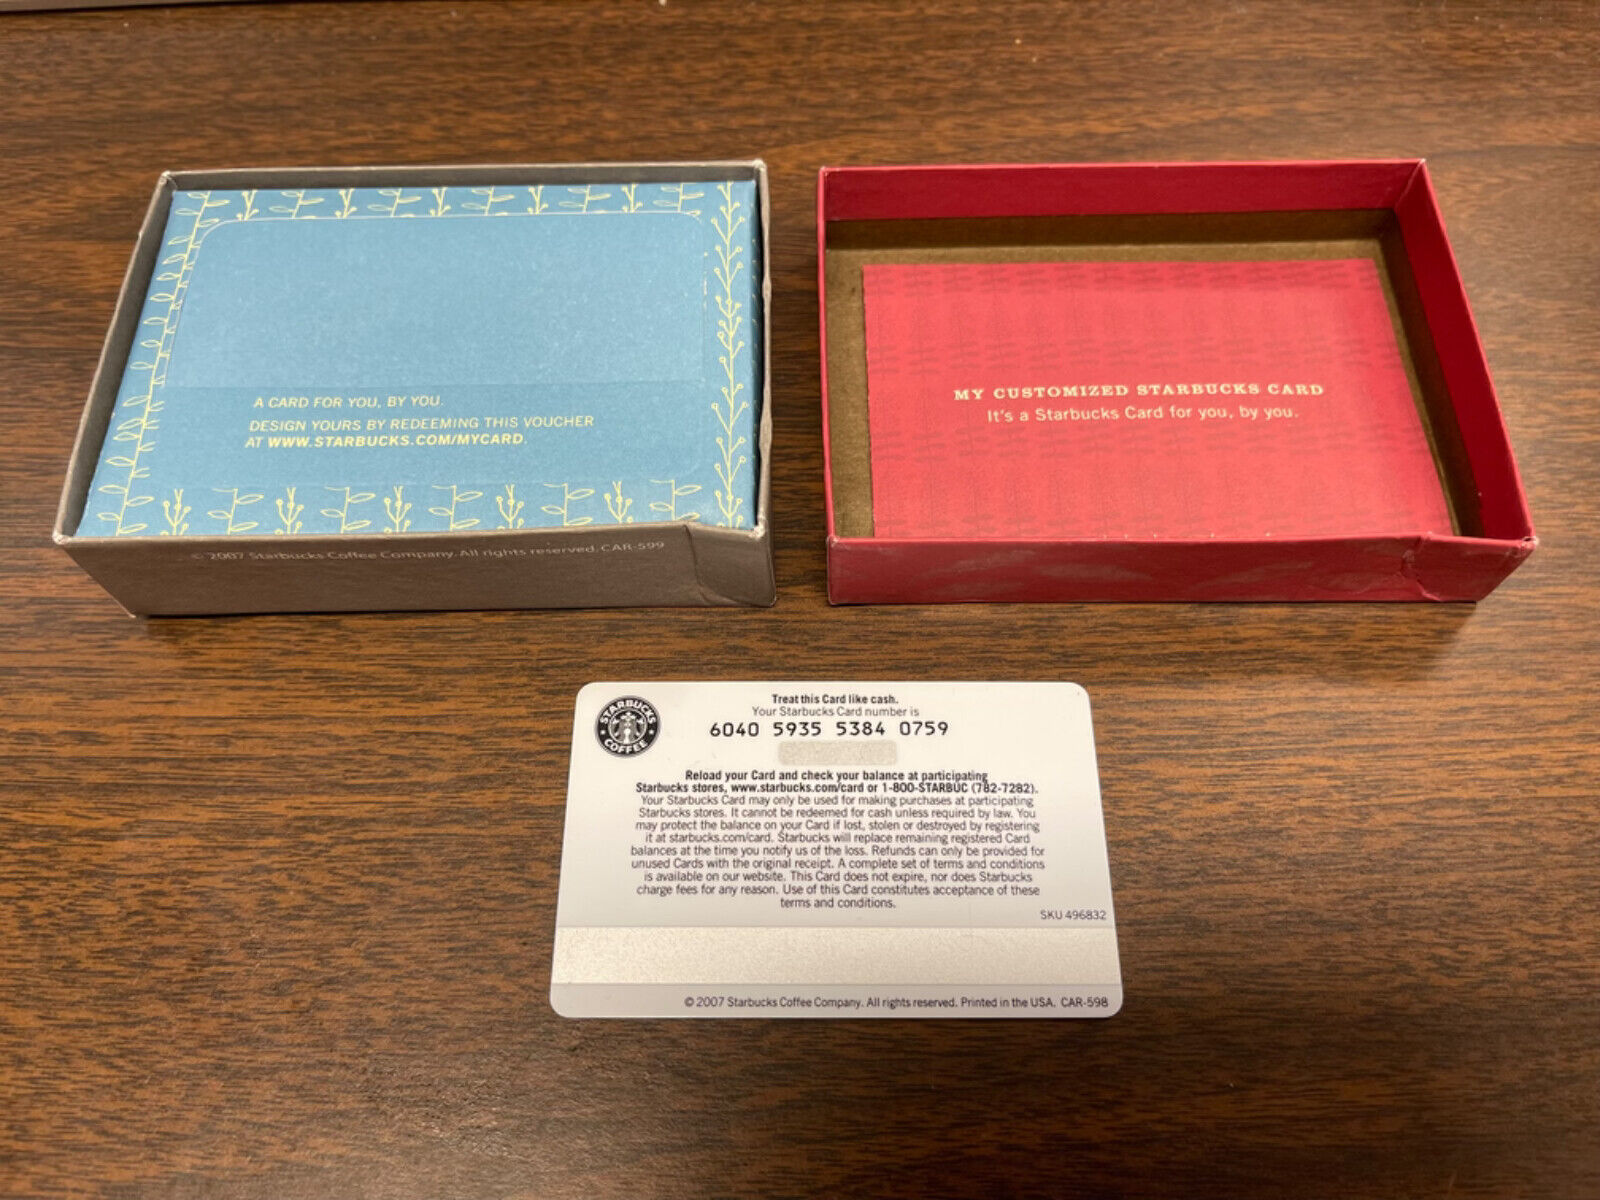 A CARD FOR YOU, BY YOU.
DESIGN YOURS BY REDEEMING THIS VOUCHER
AT WWW.STARBUCKS.COM/MYCARD.
© 2007 Starbucks Coffee Company. All rights reserved. CAR-599
MY CUSTOMIZED STARBUCKS CARD
It's a Starbucks Card for you, by you.
STARBUCKS
COFFEE
Treat this Card like cash.
Your Starbucks Card number is
6040 5935 5384 0759
Reload your Card and check your balance at participating
Starbucks stores, www.starbucks.com/card or 1-800-STARBUC (782-7282).
Your Starbucks Card may only be used for making purchases at participating
Starbucks stores. It cannot be redeemed for cash unless required by law. You
may protect the balance on your Card if lost, stolen or destroyed by registering
it at starbucks.com/card. Starbucks will replace remaining registered Card
balances at the time you notify us of the loss. Refunds can only be provided for
unused Cards with the original receipt. A complete set of terms and conditions
is available on our website. This Card does not expire, nor does Starbucks
charge fees for any reason. Use of this Card constitutes acceptance of these
terms and conditions.
SKU 496832
© 2007 Starbucks Coffee Company. All rights reserved. Printed in the USA. CAR-598